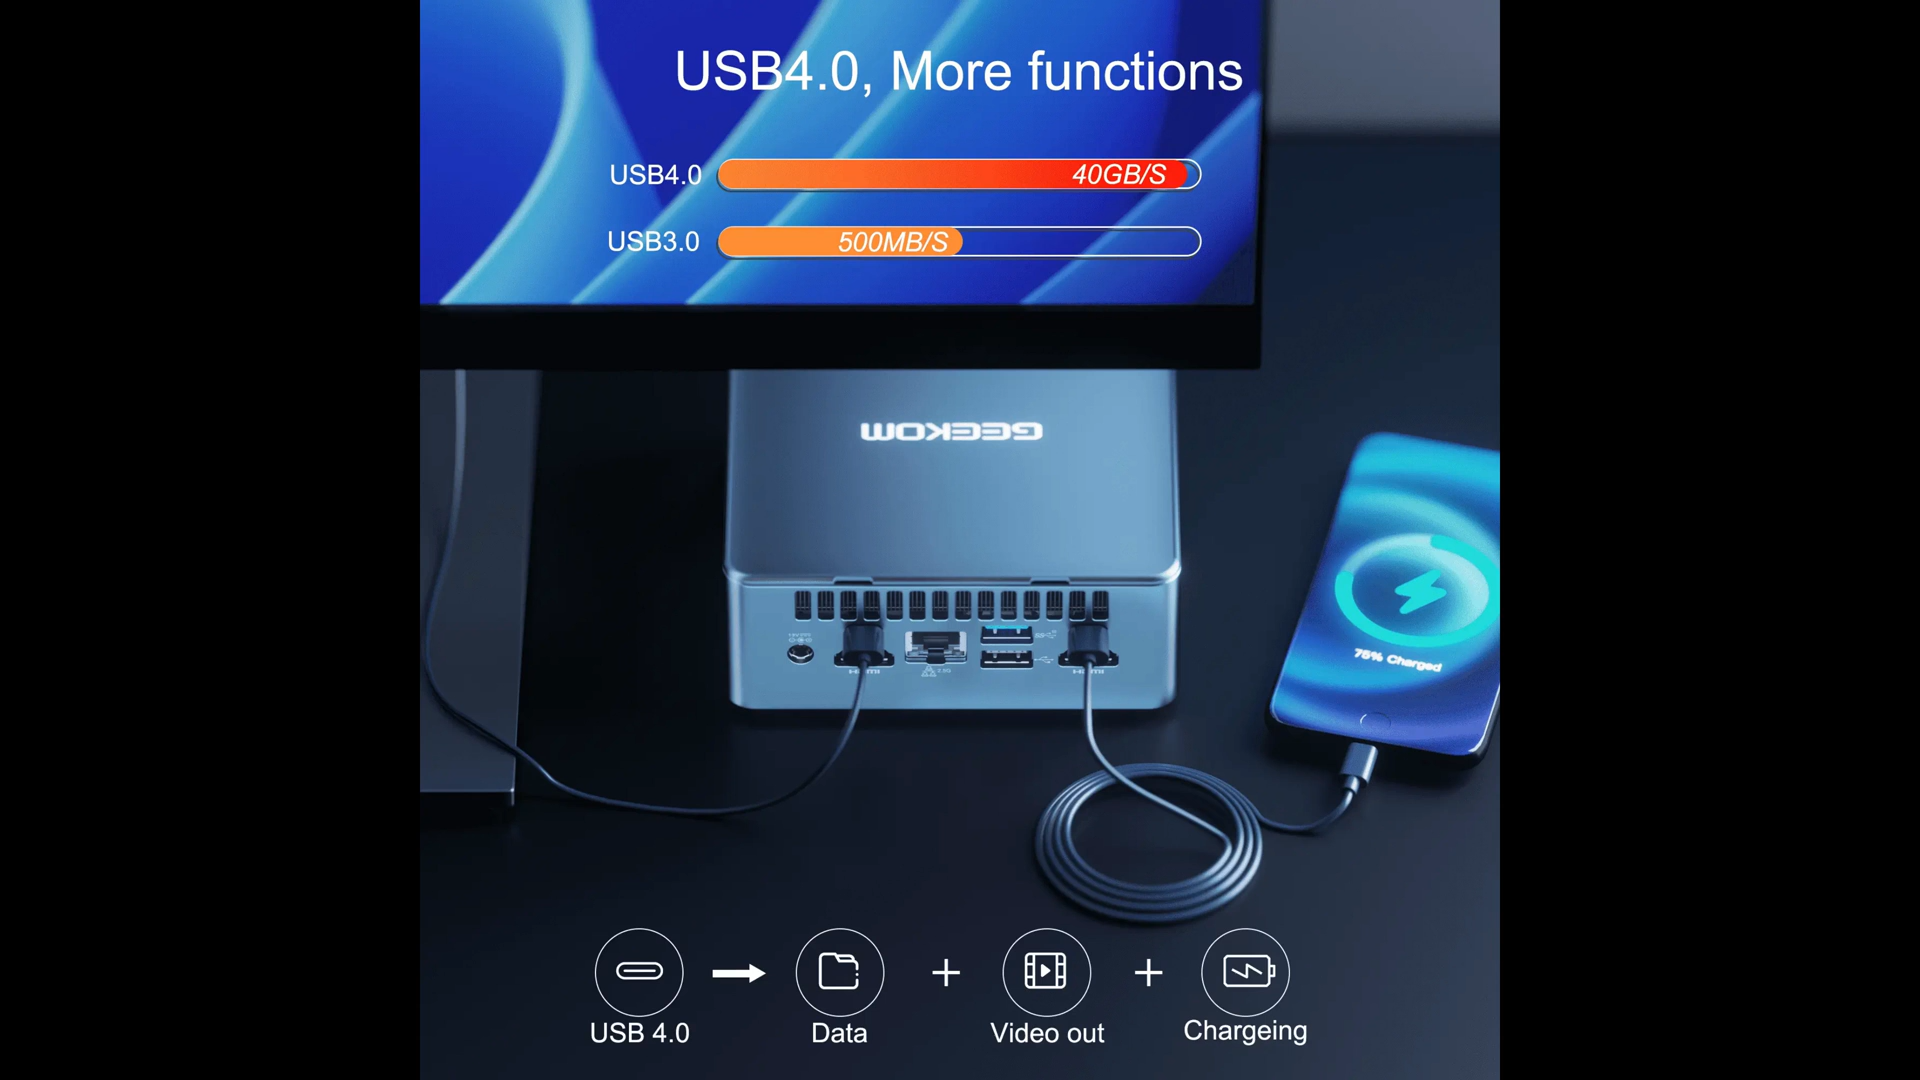 USB4.0, More functions
USB4.0 40GB/S
USB3.0 500MB/S
GEEKOM
75% Charged
USB 4.0
Data
Video out
Chargeing